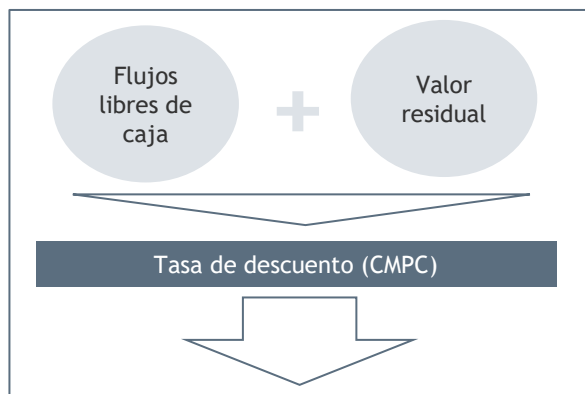 Flujos
libres de
caja
+
Valor
residual
Tasa de descuento (CMPC)